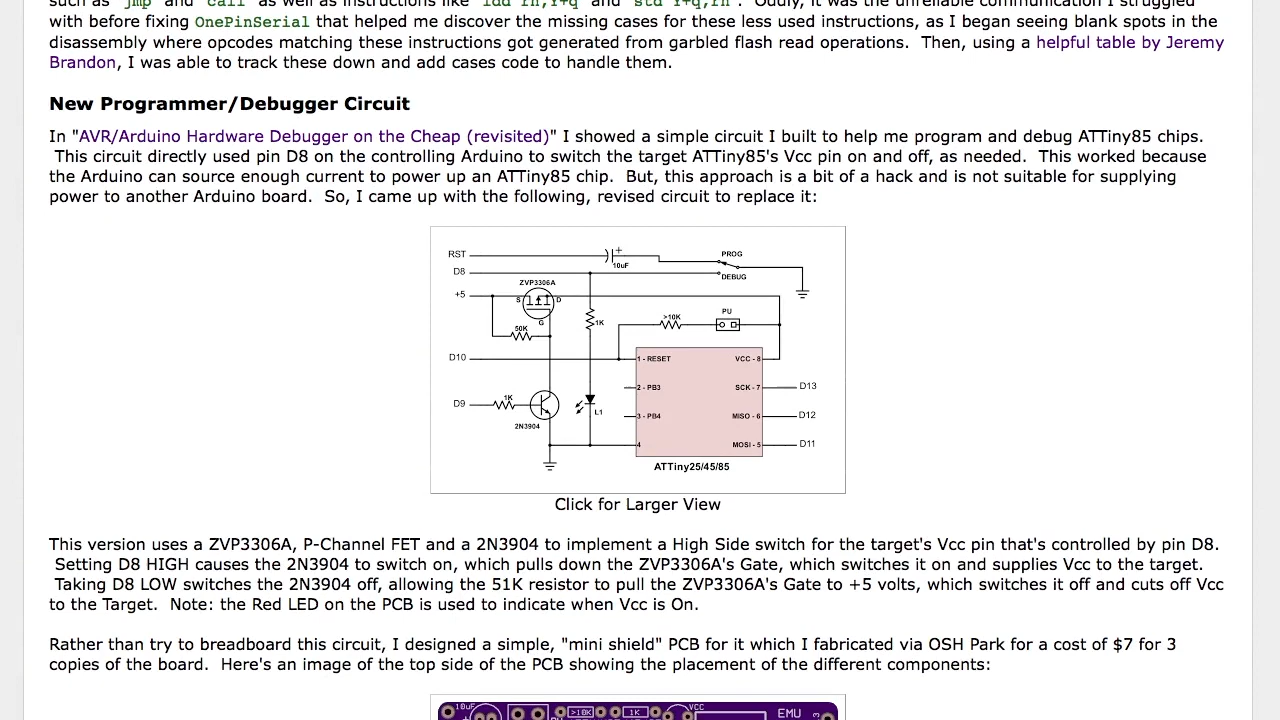 such as "jmp" and "call" as well as instructions like "ldd rn,Y+q" and "std Y+q,rn". Oddly, it was the unreliable communication I struggled
with before fixing OnePinSerial that helped me discover the missing cases for these less used instructions, as I began seeing blank spots in the
disassembly where opcodes matching these instructions got generated from garbled flash read operations. Then, using a helpful table by Jeremy
Brandon, I was able to track these down and add cases code to handle them.
New Programmer/Debugger Circuit
In "AVR/Arduino Hardware Debugger on the Cheap (revisited)" I showed a simple circuit I built to help me program and debug ATTiny85 chips.
This circuit directly used pin D8 on the controlling Arduino to switch the target ATTiny85's Vcc pin on and off, as needed. This worked because
the Arduino can source enough current to power up an ATTiny85 chip. But, this approach is a bit of a hack and is not suitable for supplying
power to another Arduino board. So, I came up with the following, revised circuit to replace it:
RST
+
10uF
PROG
D8
DEBUG
ZVP3306A
+5
S
D
G
50K
1K
>10K
PU
D10
1 - RESET
VCC - 8
2 - PB3
SCK - 7
D13
D9
1K
2N3904
L1
3 - PB4
MISO - 6
D12
4
MOSI - 5
D11
ATTiny25/45/85
Click for Larger View
This version uses a ZVP3306A, P-Channel FET and a 2N3904 to implement a High Side switch for the target's Vcc pin that's controlled by pin D8.
Setting D8 HIGH causes the 2N3904 to switch on, which pulls down the ZVP3306A's Gate, which switches it on and supplies Vcc to the target.
Taking D8 LOW switches the 2N3904 off, allowing the 51K resistor to pull the ZVP3306A's Gate to +5 volts, which switches it off and cuts off Vcc
to the Target. Note: the Red LED on the PCB is used to indicate when Vcc is On.
Rather than try to breadboard this circuit, I designed a simple, "mini shield" PCB for it which I fabricated via OSH Park for a cost of $7 for 3
copies of the board. Here's an image of the top side of the PCB showing the placement of the different components:
10uF
+
>10K
1K
VCC
EMU
3